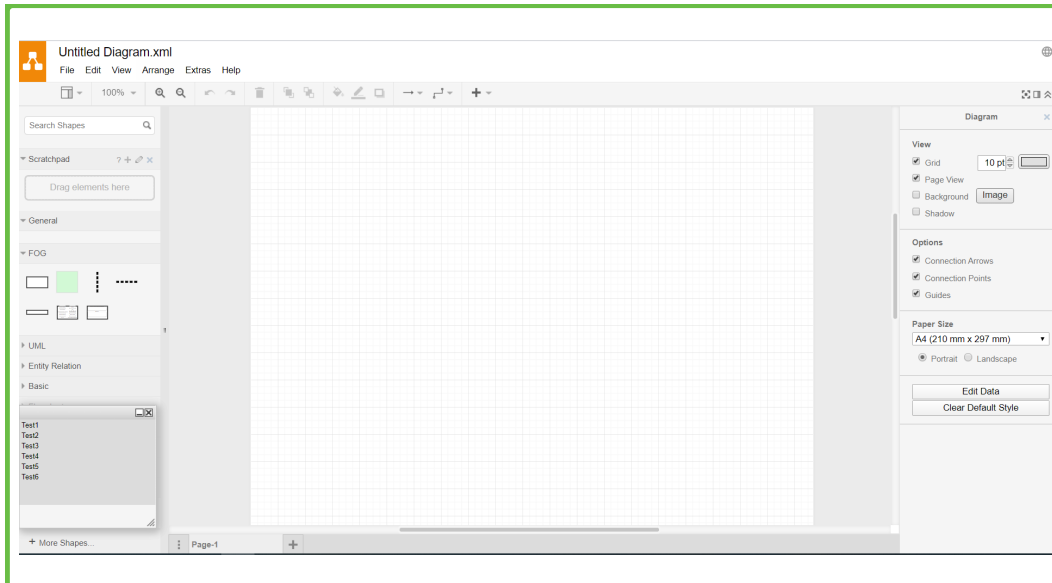 Untitled Diagram.xml
File Edit View Arrange Extras Help
100%
Search Shapes
Scratchpad
?
Drag elements here
General
FOG
UML
Entity Relation
Basic
Test1
Test2
Test3
Test4
Test5
Test6
+ More Shapes...
Page-1
Diagram
View
Grid 10 pt
Page View
Background Image
Shadow
Options
Connection Arrows
Connection Points
Guides
Paper Size
A4 (210 mm x 297 mm)
Portrait Landscape
Edit Data
Clear Default Style